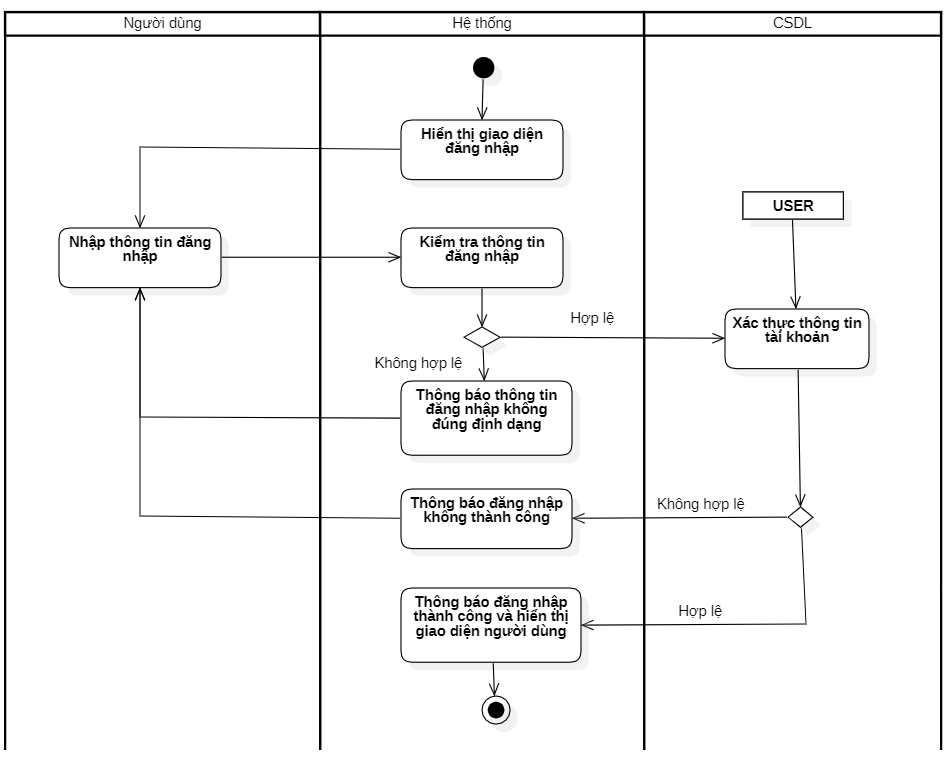 Người dùng
Hệ thống
CSDL
Hiển thị giao diện
đăng nhập
USER
Nhập thông tin đăng
nhập
Kiểm tra thông tin
đăng nhập
Hợp lệ
Xác thực thông tin
tài khoản
Không hợp lệ
Thông báo thông tin
đăng nhập không
đúng định dạng
Thông báo đăng nhập
không thành công
Không hợp lệ
Thông báo đăng nhập
thành công và hiển thị
giao diện người dùng
Hợp lệ